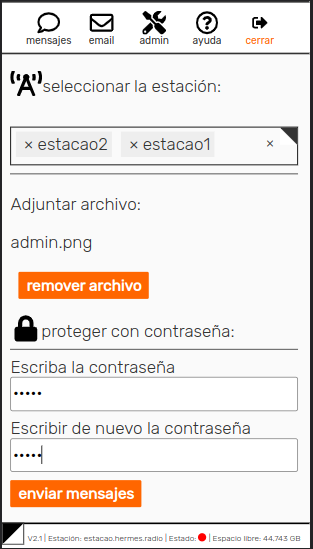 mensajes email admin ayuda cerrar
seleccionar la estación:
× estacao2 × estacao1 ×
Adjuntar archivo:
admin.png
remover archivo
proteger con contraseña:
Escriba la contraseña
•••••
Escribir de nuevo la contraseña
•••••
enviar mensajes
V2.1 | Estación: estacao.hermes.radio | Estado: | Espacio libre: 44.743 GB